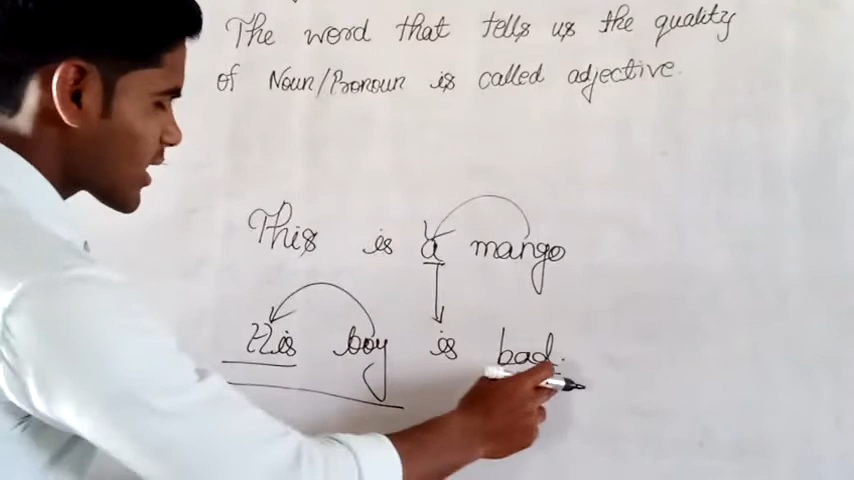 The word that tells us the quality
of Noun/Pronoun is called adjective.
This is a mango
His boy is bad.